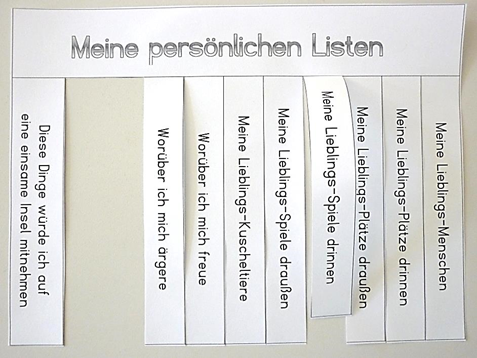 Meine persönlichen Listen
Diese Dinge würde ich auf
eine einsame Insel mitnehmen
Worüber ich mich ärgere
Worüber ich mich freue
Meine Lieblings-Kuscheltiere
Meine Lieblings-Spiele draußen
Meine Lieblings-Spiele drinnen
Meine Lieblings-Plätze draußen
Meine Lieblings-Plätze drinnen
Meine Lieblings-Menschen